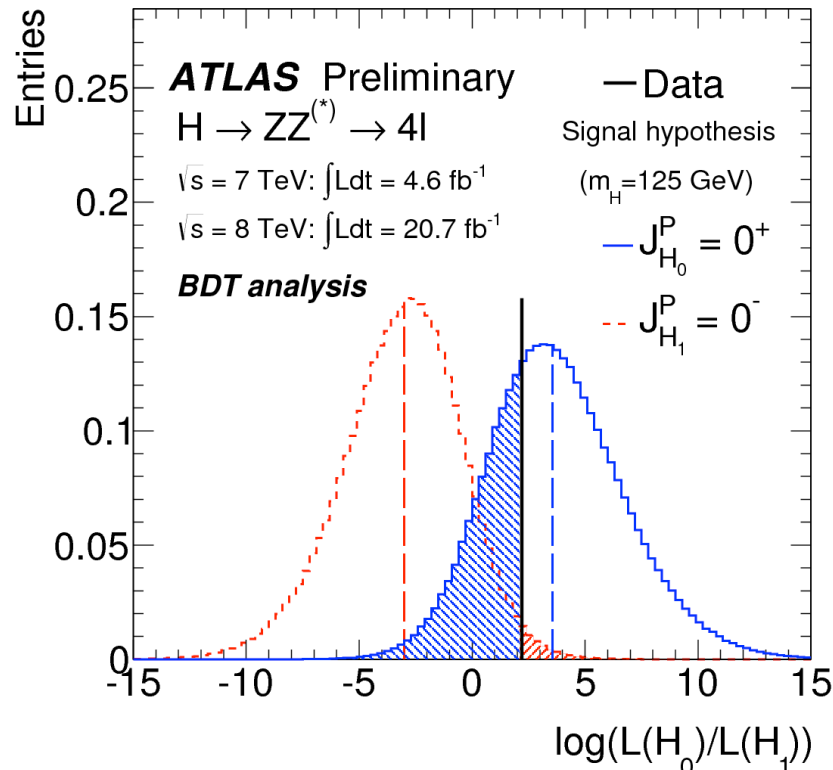 Entries
ATLAS Preliminary
H → ZZ(*) → 4l
√s = 7 TeV: ∫Ldt = 4.6 fb-1
√s = 8 TeV: ∫Ldt = 20.7 fb-1
BDT analysis
Data
Signal hypothesis
(mH=125 GeV)
JPH0 = 0+
JPH1 = 0-
0.25
0.2
0.15
0.1
0.05
0
-15
-10
-5
0
5
10
15
log(L(H0)/L(H1))